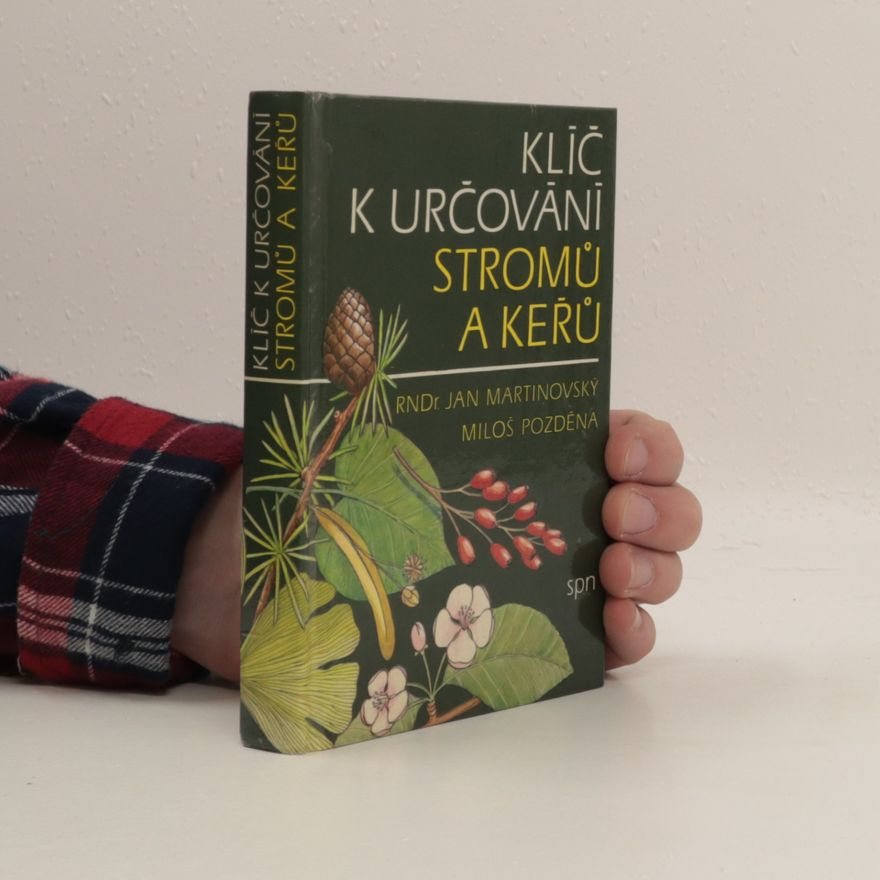 KLÍČ K URČOVÁNÍ
STROMŮ A KEŘŮ
KLÍČ
K URČOVÁNÍ
STROMŮ
A KEŘŮ
RNDr. JAN MARTINOVSKÝ
MILOŠ POZDĚNA
spn